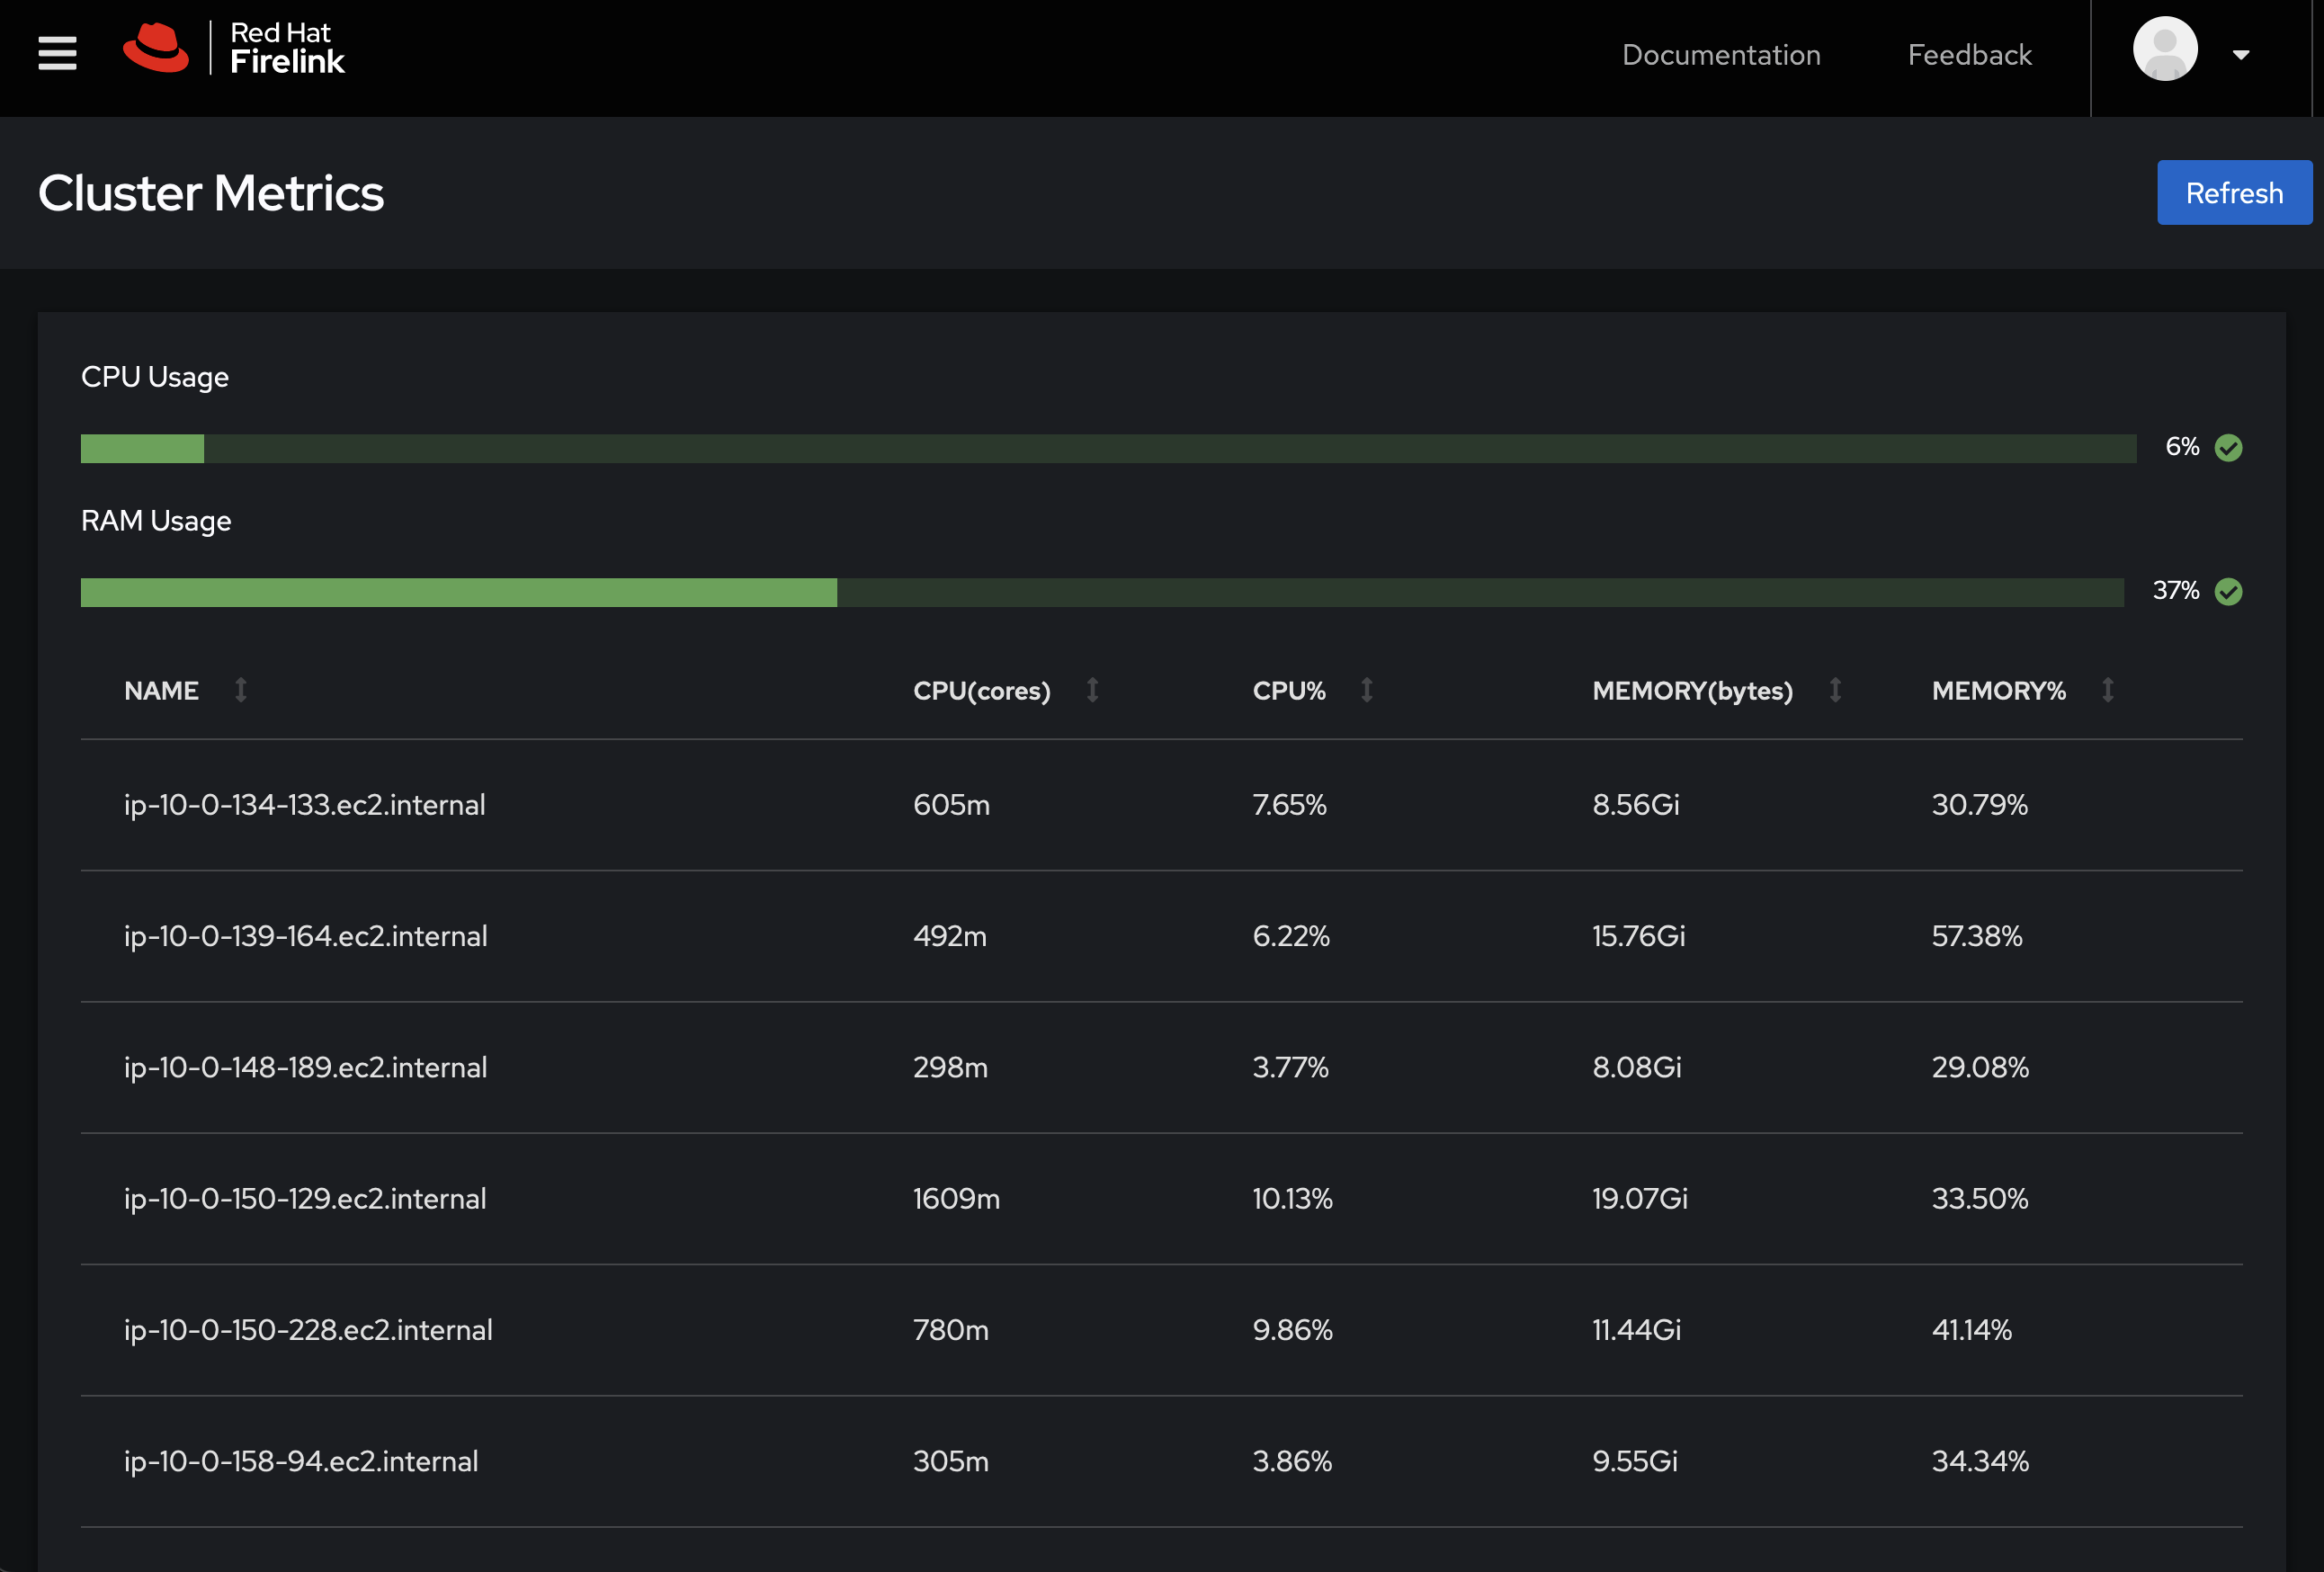 Red Hat
Firelink
Documentation Feedback
Cluster Metrics Refresh
CPU Usage
6%
RAM Usage
37%
NAME CPU(cores) CPU% MEMORY(bytes) MEMORY%
ip-10-0-134-133.ec2.internal 605m 7.65% 8.56Gi 30.79%
ip-10-0-139-164.ec2.internal 492m 6.22% 15.76Gi 57.38%
ip-10-0-148-189.ec2.internal 298m 3.77% 8.08Gi 29.08%
ip-10-0-150-129.ec2.internal 1609m 10.13% 19.07Gi 33.50%
ip-10-0-150-228.ec2.internal 780m 9.86% 11.44Gi 41.14%
ip-10-0-158-94.ec2.internal 305m 3.86% 9.55Gi 34.34%